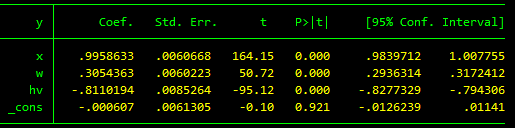 y Coef. Std. Err. t P>|t| [95% Conf. Interval]
x .9958633 .0060668 164.15 0.000 .9839712 1.007755
w .3054363 .0060223 50.72 0.000 .2936314 .3172412
hv -.8110194 .0085264 -95.12 0.000 -.8277329 -.794306
_cons -.000607 .0061305 -0.10 0.921 -.0126239 .01141